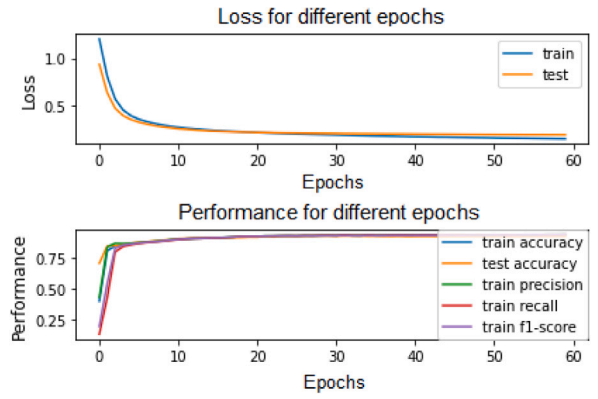 Loss for different epochs
1.0
0.5
Loss
train
test
0 10 20 30 40 50 60
Epochs
Performance for different epochs
0.75
0.50
0.25
Performance
train accuracy
test accuracy
train precision
train recall
train f1-score
0 10 20 30 40 50 60
Epochs